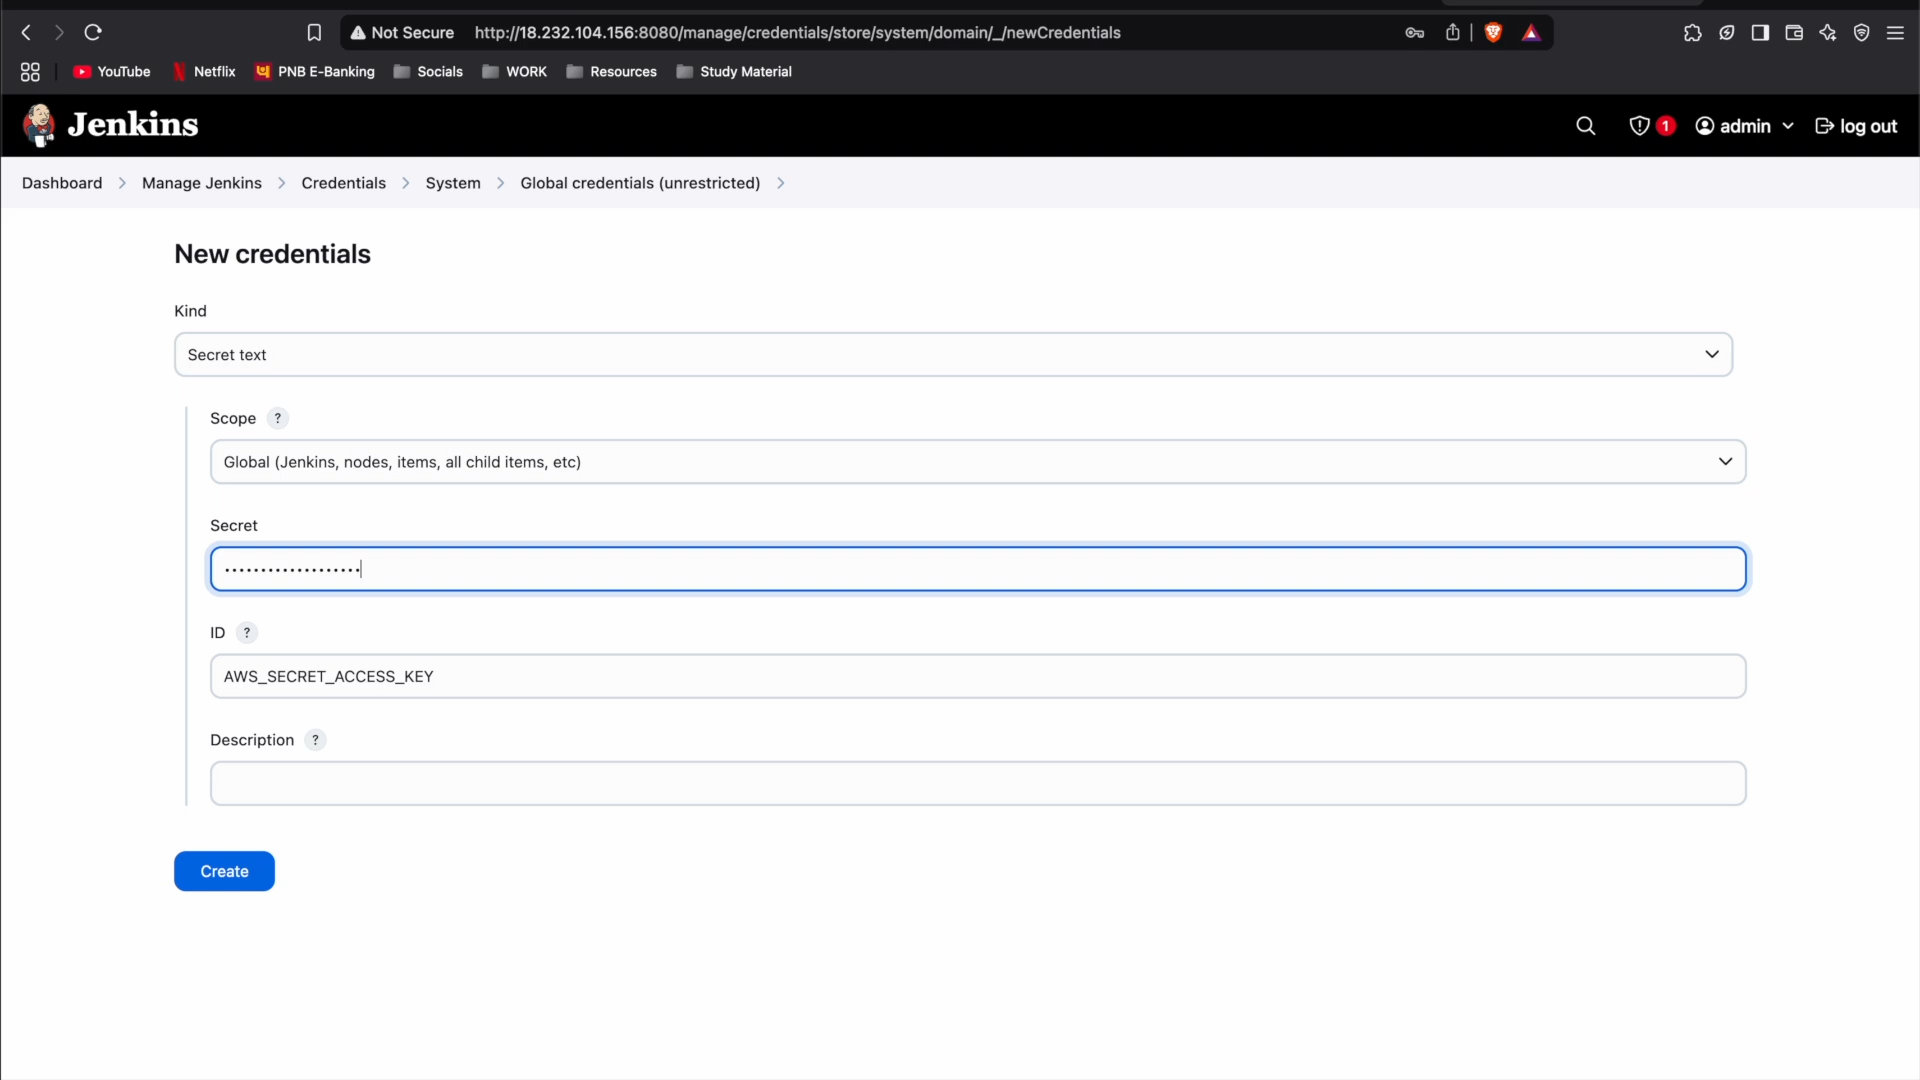 Not Secure http://18.232.104.156:8080/manage/credentials/store/system/domain/_/newCredentials
YouTube Netflix PNB E-Banking Socials WORK Resources Study Material
Jenkins 1 admin log out
Dashboard > Manage Jenkins > Credentials > System > Global credentials (unrestricted) >
New credentials
Kind
Secret text
Scope ?
Global (Jenkins, nodes, items, all child items, etc)
Secret
•••••••••••••••••••
ID ?
AWS_SECRET_ACCESS_KEY
Description ?
Create